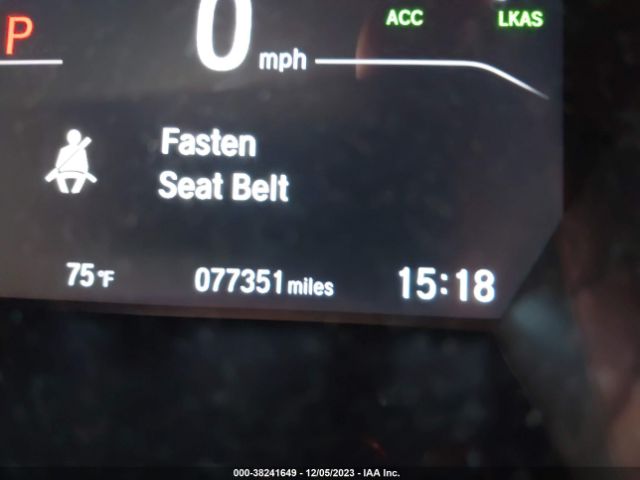 P 0 mph ACC LKAS
Fasten
Seat Belt
75°F 077351 miles 15:18
000-38241649 - 12/05/2023 - IAA Inc.